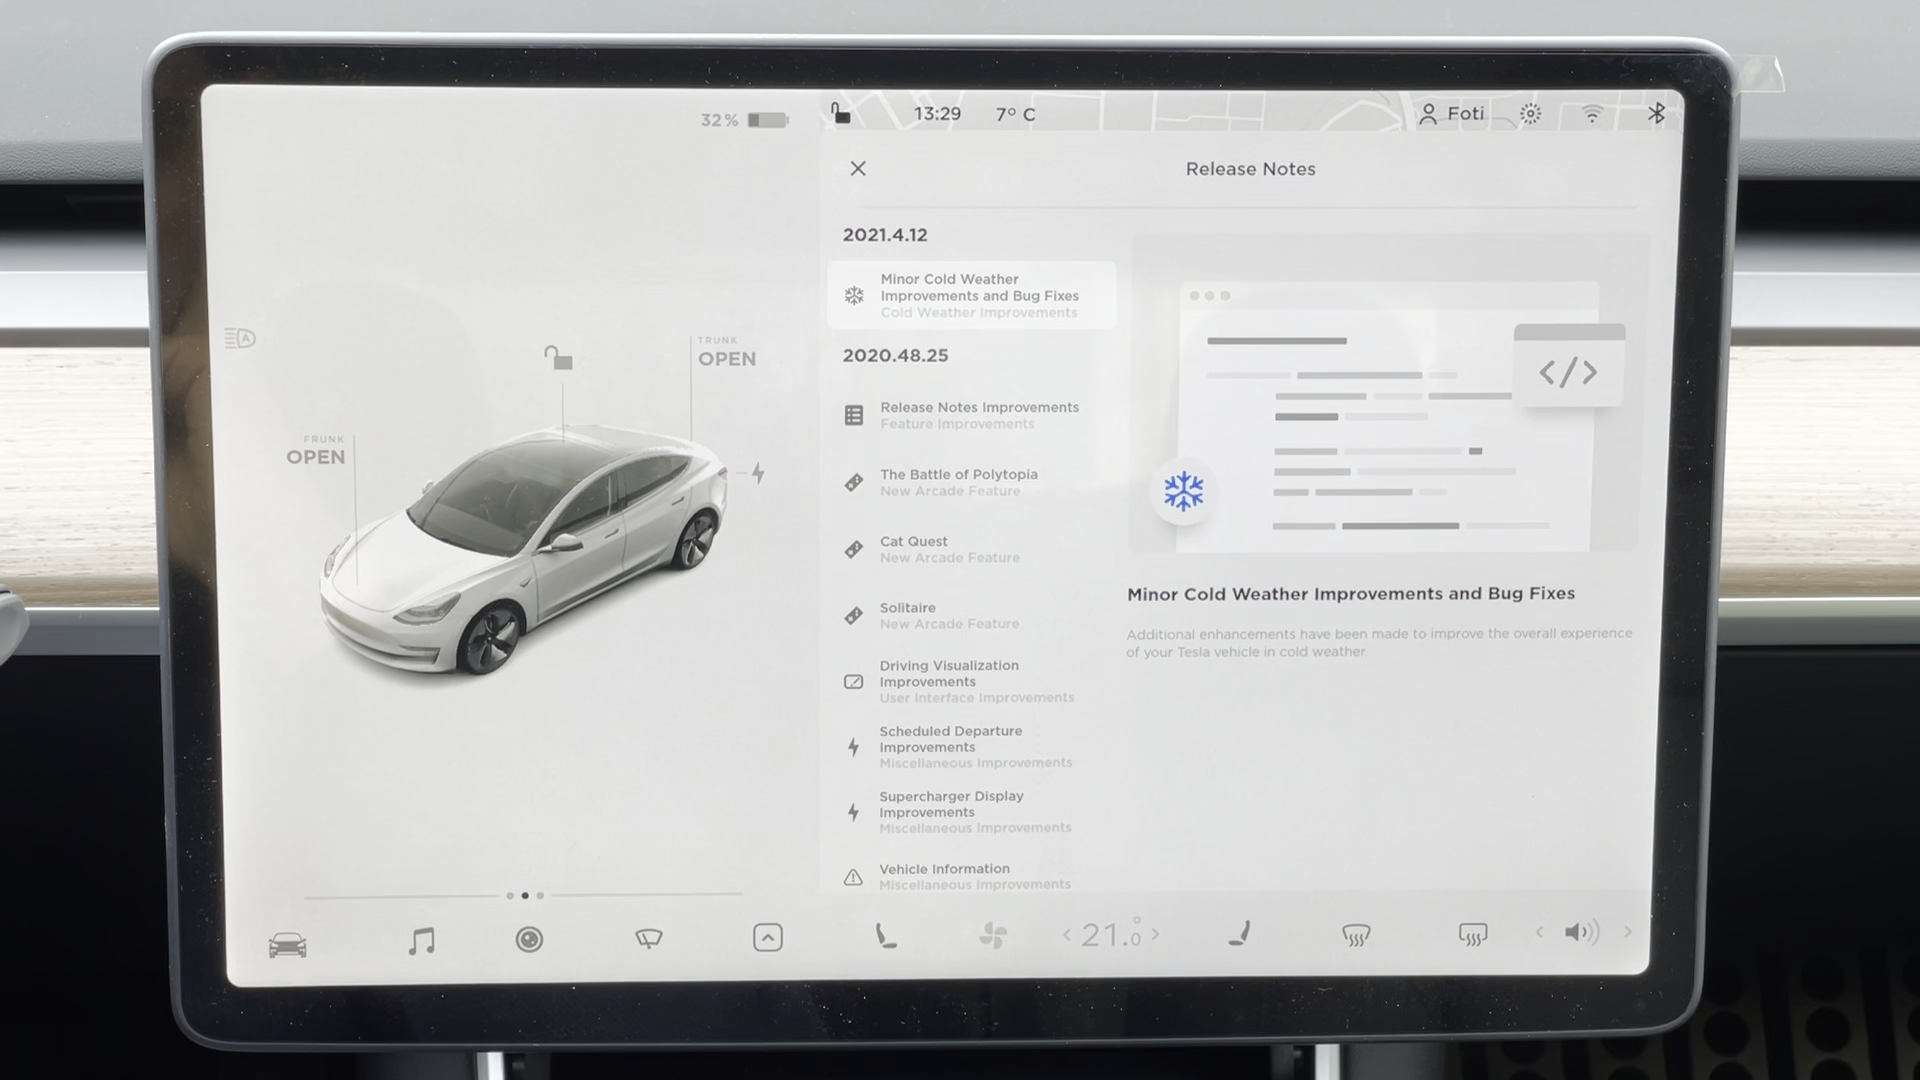 32%
13:29
7° C
Foti
Release Notes
2021.4.12
Minor Cold Weather
Improvements and Bug Fixes
Cold Weather Improvements
2020.48.25
Release Notes Improvements
Feature Improvements
The Battle of Polytopia
New Arcade Feature
Cat Quest
New Arcade Feature
Solitaire
New Arcade Feature
Driving Visualization
Improvements
User Interface Improvements
Scheduled Departure
Improvements
Miscellaneous Improvements
Supercharger Display
Improvements
Miscellaneous Improvements
Vehicle Information
Miscellaneous Improvements
</>
Minor Cold Weather Improvements and Bug Fixes
Additional enhancements have been made to improve the overall experience
of your Tesla vehicle in cold weather.
A
TRUNK
OPEN
FRUNK
OPEN
21.0°